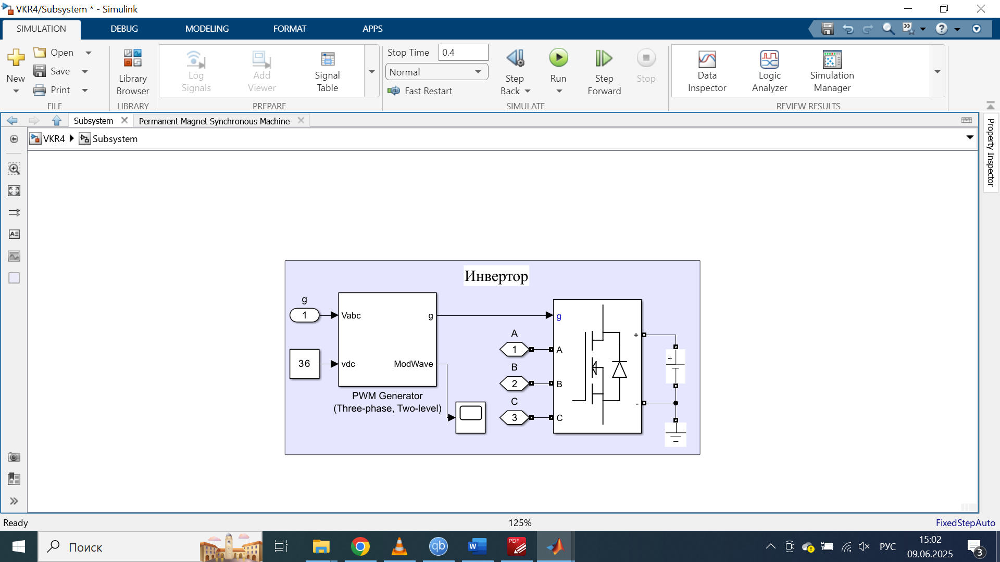 VKR4/Subsystem * - Simulink
SIMULATION
DEBUG
MODELING
FORMAT
APPS
New
Open
Save
Print
FILE
Library
Browser
LIBRARY
Log
Signals
Add
Viewer
Signal
Table
PREPARE
Stop Time
0.4
Normal
Fast Restart
Step
Back
Run
Step
Forward
Stop
SIMULATE
Data
Inspector
Logic
Analyzer
Simulation
Manager
REVIEW RESULTS
Subsystem
Permanent Magnet Synchronous Machine
VKR4
Subsystem
Property Inspector
Инвертор
g
1
Vabc
g
36
vdc
ModWave
PWM Generator
(Three-phase, Two-level)
A
1
B
2
C
3
g
A
B
C
+
-
+
Ready
125%
FixedStepAuto
Поиск
qb
W
PDF
РУС
15:02
09.06.2025
3